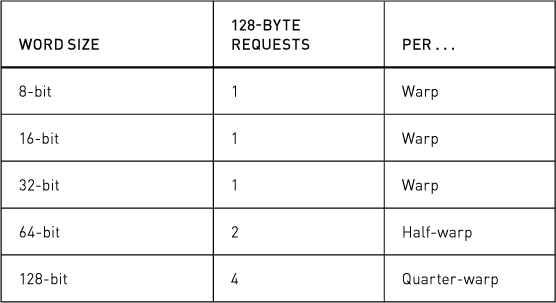 WORD SIZE 128-BYTE REQUESTS PER . . .
8-bit 1 Warp
16-bit 1 Warp
32-bit 1 Warp
64-bit 2 Half-warp
128-bit 4 Quarter-warp